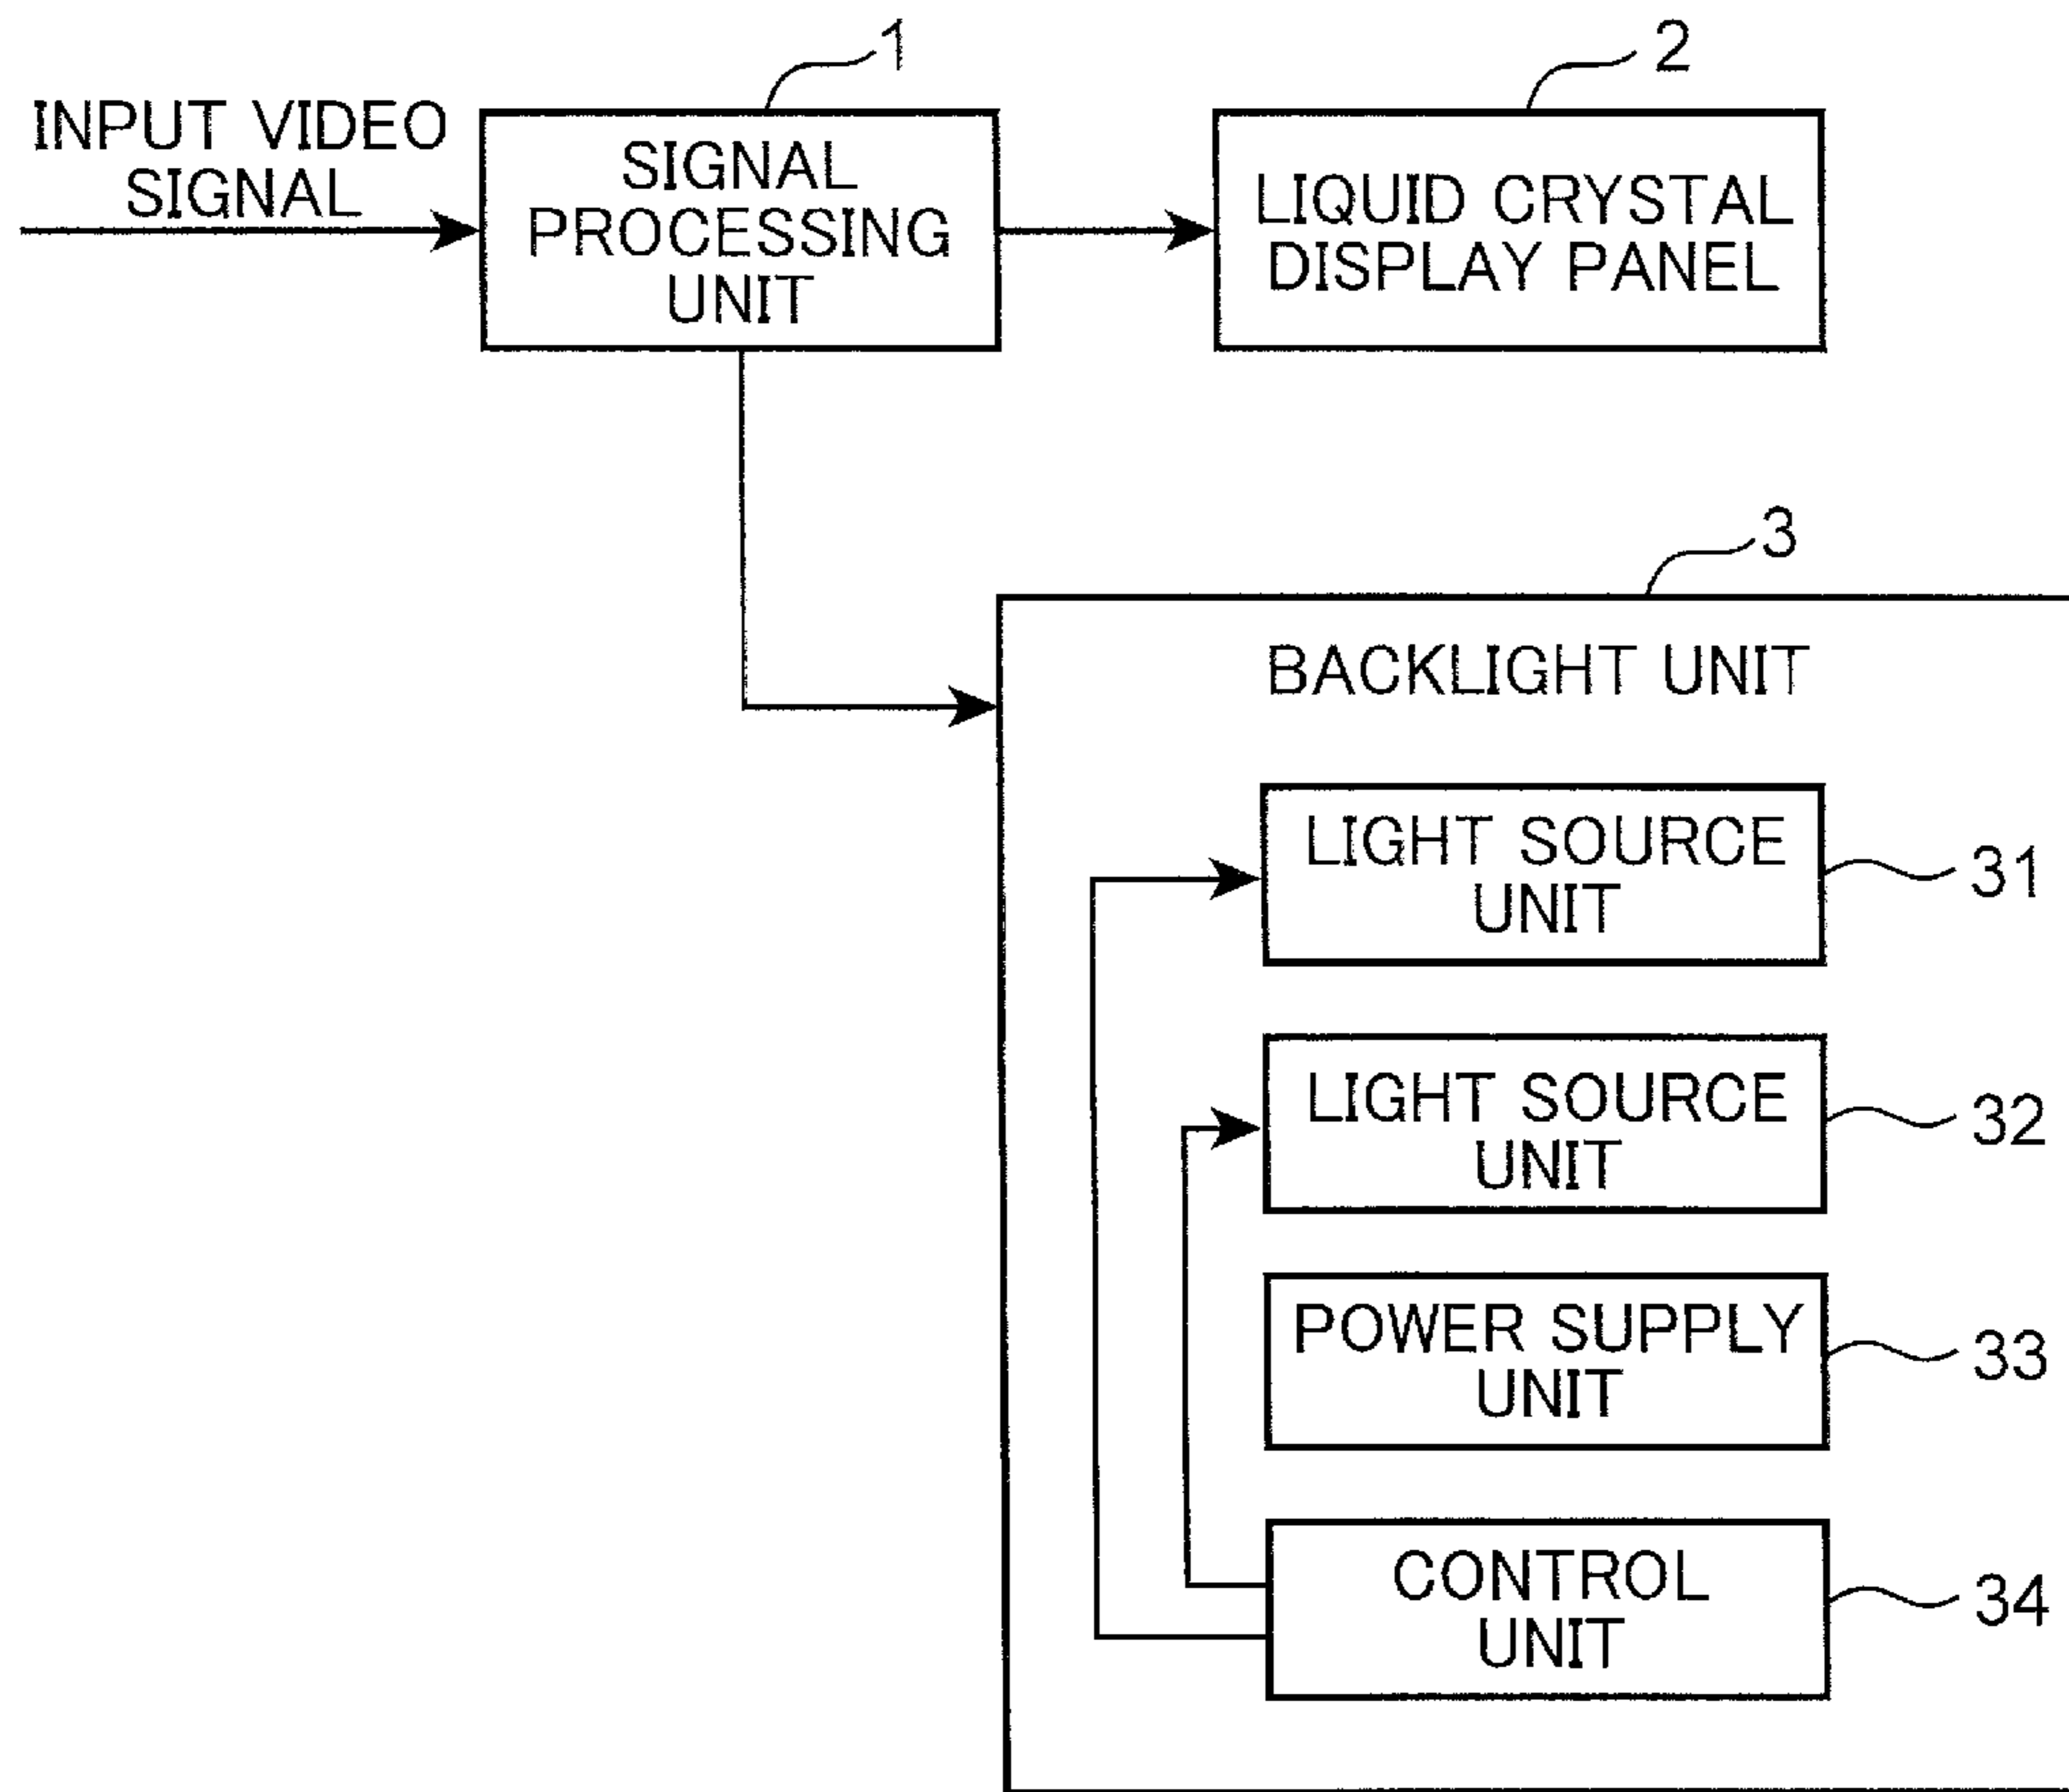 1
2
INPUT VIDEO
SIGNAL
SIGNAL
PROCESSING
UNIT
LIQUID CRYSTAL
DISPLAY PANEL
3
BACKLIGHT UNIT
LIGHT SOURCE
UNIT
31
LIGHT SOURCE
UNIT
32
POWER SUPPLY
UNIT
33
CONTROL
UNIT
34